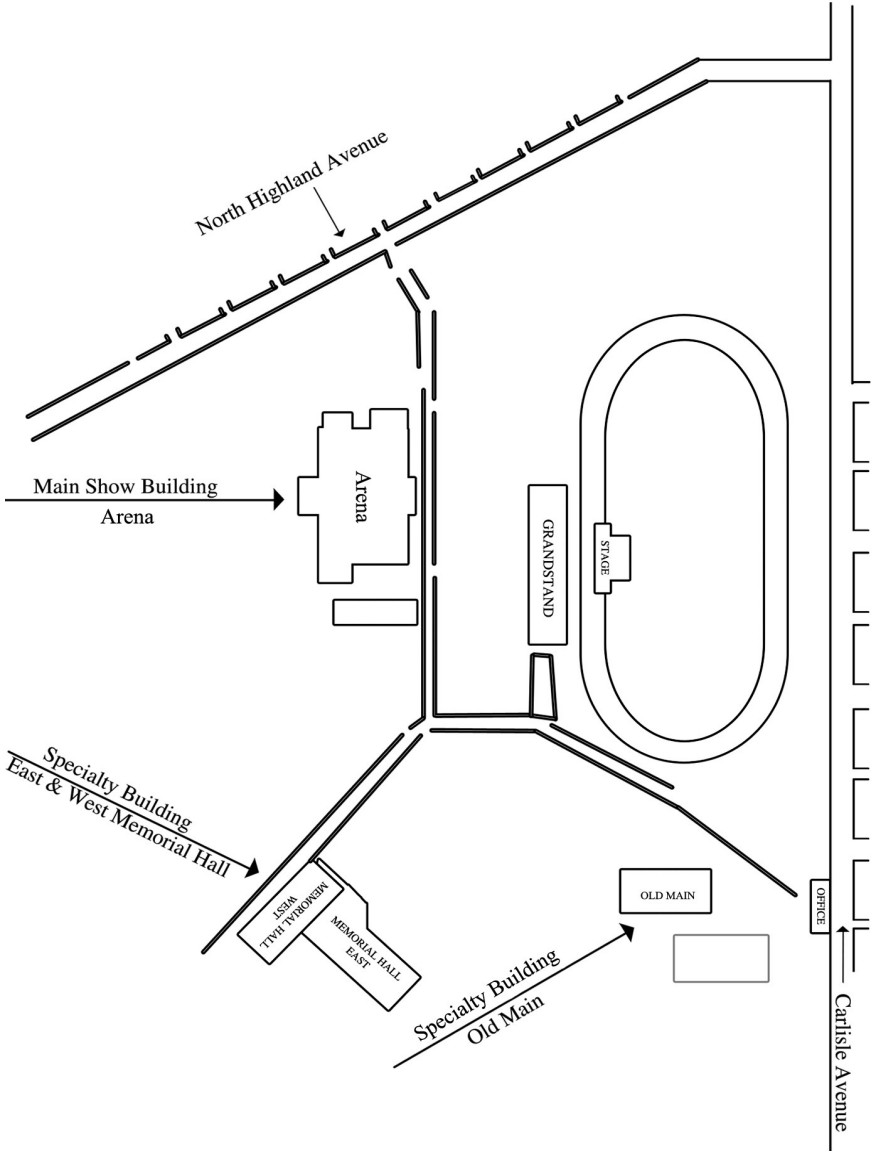 North Highland Avenue
Main Show Building
Arena
Arena
GRANDSTAND
STAGE
Specialty Building
East & West Memorial Hall
MEMORIAL HALL
WEST
MEMORIAL HALL
EAST
OLD MAIN
OFFICE
Specialty Building
Old Main
Carlisle Avenue